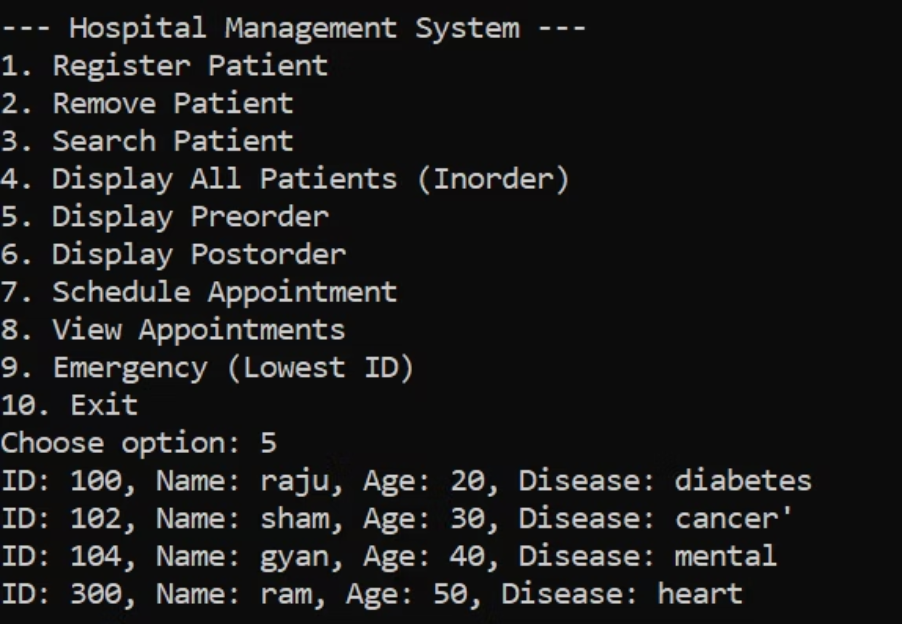 --- Hospital Management System ---
1. Register Patient
2. Remove Patient
3. Search Patient
4. Display All Patients (Inorder)
5. Display Preorder
6. Display Postorder
7. Schedule Appointment
8. View Appointments
9. Emergency (Lowest ID)
10. Exit
Choose option: 5
ID: 100, Name: raju, Age: 20, Disease: diabetes
ID: 102, Name: sham, Age: 30, Disease: cancer'
ID: 104, Name: gyan, Age: 40, Disease: mental
ID: 300, Name: ram, Age: 50, Disease: heart